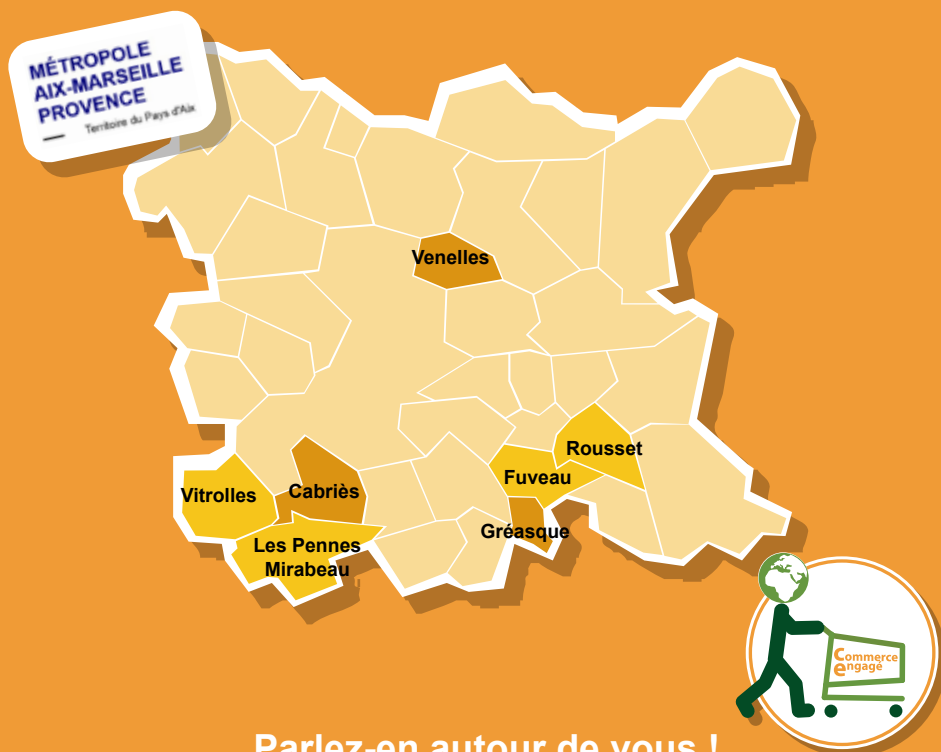 MÉTROPOLE
AIX-MARSEILLE
PROVENCE
Territoire du Pays d'Aix
Venelles
Rousset
Fuveau
Vitrolles
Cabriès
Gréasque
Les Pennes
Mirabeau
Commerce
engagé
Parlez-en autour de vous !